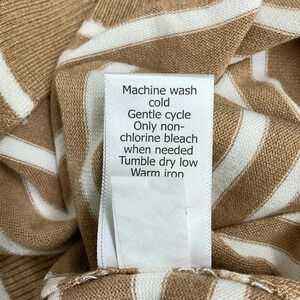 Machine wash
cold
Gentle cycle
Only non-
chlorine bleach
when needed
Tumble dry low
Warm iron